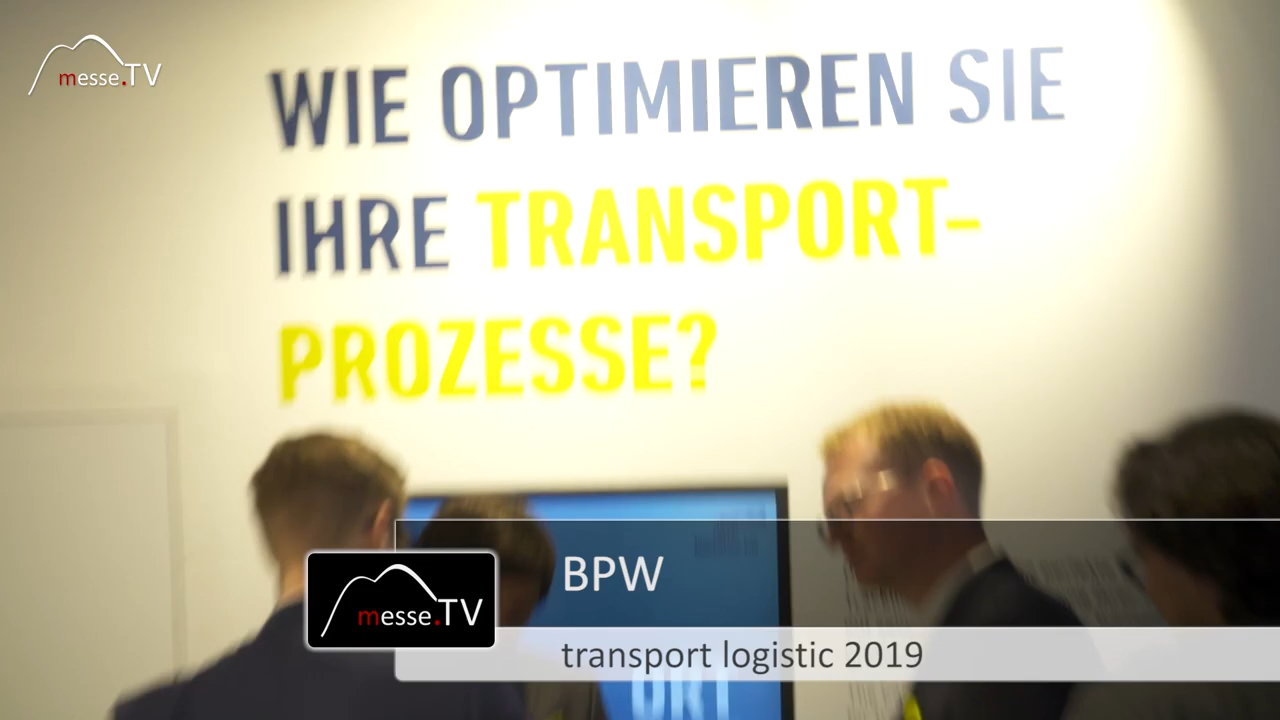 messe.TV
WIE OPTIMIEREN SIE
IHRE TRANSPORT-
PROZESSE?
BPW
messe.TV
transport logistic 2019